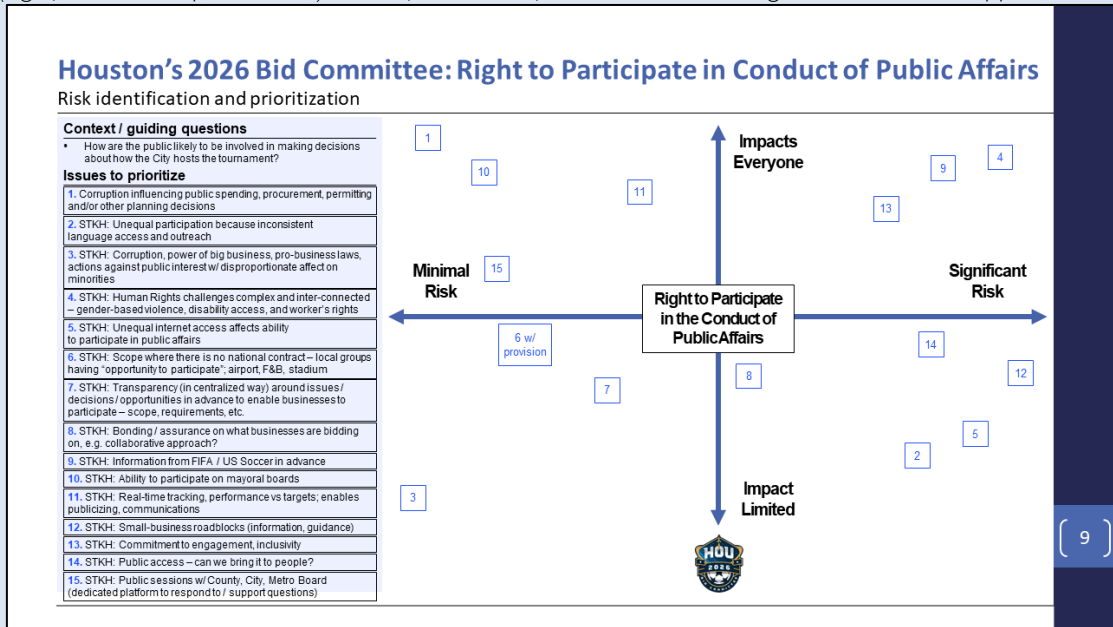 Houston's 2026 Bid Committee: Right to Participate in Conduct of Public Affairs
Risk identification and prioritization
Context / guiding questions
• How are the public likely to be involved in making decisions
about how the City hosts the tournament?
Issues to prioritize
1. Corruption influencing public spending, procurement, permitting
and/or other planning decisions
2. STKH: Unequal participation because inconsistent
language access and outreach
3. STKH: Corruption, power of big business, pro-business laws,
actions against public interest w/ disproportionate affect on
minorities
4. STKH: Human Rights challenges complex and inter-connected
– gender-based violence, disability access, and worker's rights
5. STKH: Unequal internet access affects ability
to participate in public affairs
6. STKH: Scope where there is no national contract – local groups
having "opportunity to participate"; airport, F&B, stadium
7. STKH: Transparency (in centralized way) around issues /
decisions / opportunities in advance to enable businesses to
participate – scope, requirements, etc.
8. STKH: Bonding / assurance on what businesses are bidding
on, e.g. collaborative approach?
9. STKH: Information from FIFA / US Soccer in advance
10. STKH: Ability to participate on mayoral boards
11. STKH: Real-time tracking, performance vs targets; enables
publicizing, communications
12. STKH: Small-business roadblocks (information, guidance)
13. STKH: Commitment to engagement, inclusivity
14. STKH: Public access – can we bring it to people?
15. STKH: Public sessions w/ County, City, Metro Board
(dedicated platform to respond to / support questions)
1
10
11
15
Impacts
Everyone
9
4
13
Minimal
Risk
Significant
Risk
Right to Participate
in the Conduct of
Public Affairs
6 w/
provision
7
3
8
14
12
5
2
Impact
Limited
HOU
2026
9